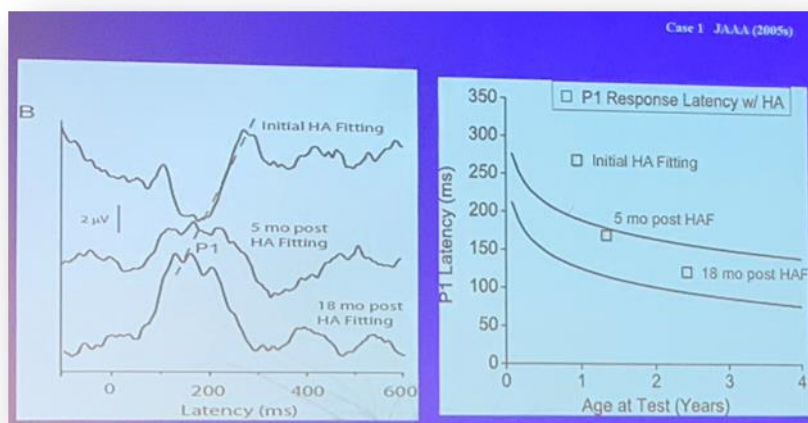 Case 1 JAAA (2005s)
B
Initial HA Fitting
2 μV
5 mo post
HA Fitting
P1
18 mo post
HA Fitting
0 200 400 600
Latency (ms)
□ P1 Response Latency w/ HA
350
300
250
200
150
100
50
0
P1 Latency (ms)
Initial HA Fitting
5 mo post HAF
18 mo post HAF
0 1 2 3 4
Age at Test (Years)